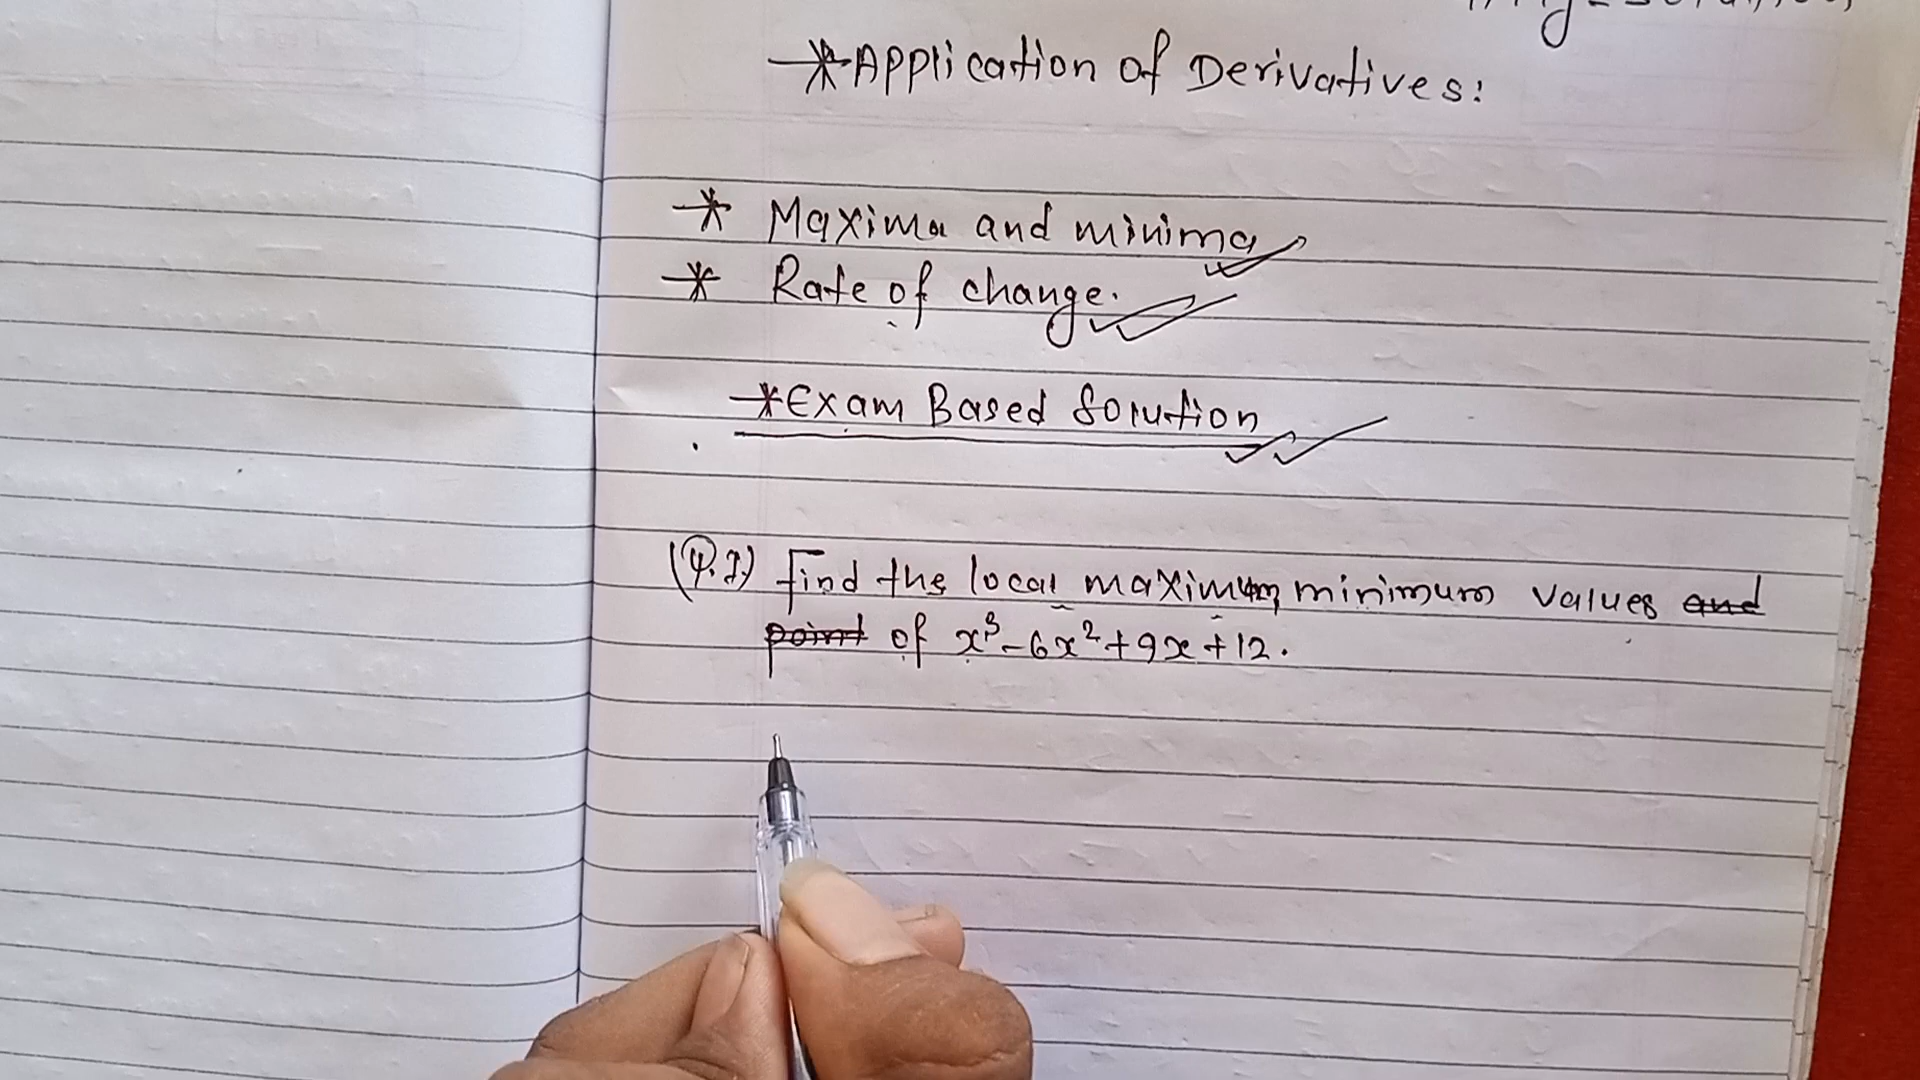 * Application of Derivatives:
* Maxima and minima
* Rate of change.
* Exam Based Solution
find the local maximum minimum values and
point of x³-6x²+9x+12.